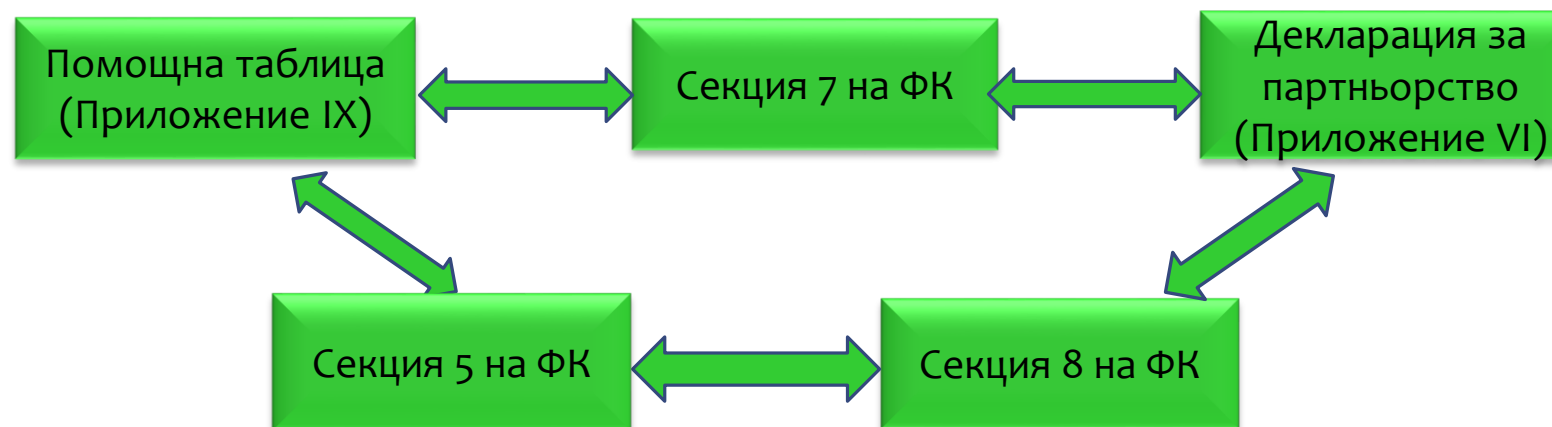 Помощна таблица
(Приложение IX)
Секция 7 на ФК
Декларация за
партньорство
(Приложение VI)
Секция 5 на ФК
Секция 8 на ФК